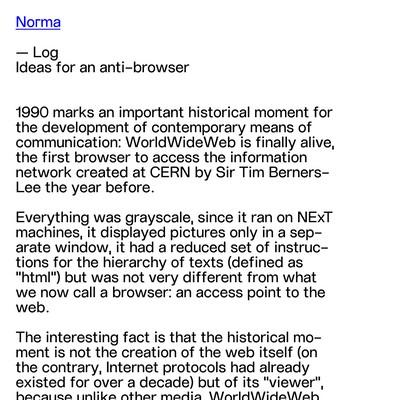 Norma
— Log
Ideas for an anti-browser
1990 marks an important historical moment for
the development of contemporary means of
communication: WorldWideWeb is finally alive,
the first browser to access the information
network created at CERN by Sir Tim Berners-
Lee the year before.
Everything was grayscale, since it ran on NExT
machines, it displayed pictures only in a sep-
arate window, it had a reduced set of instruc-
tions for the hierarchy of texts (defined as
"html") but was not very different from what
we now call a browser: an access point to the
web.
The interesting fact is that the historical mo-
ment is not the creation of the web itself (on
the contrary, Internet protocols had already
existed for over a decade) but of its "viewer",
because unlike other media, WorldWideWeb